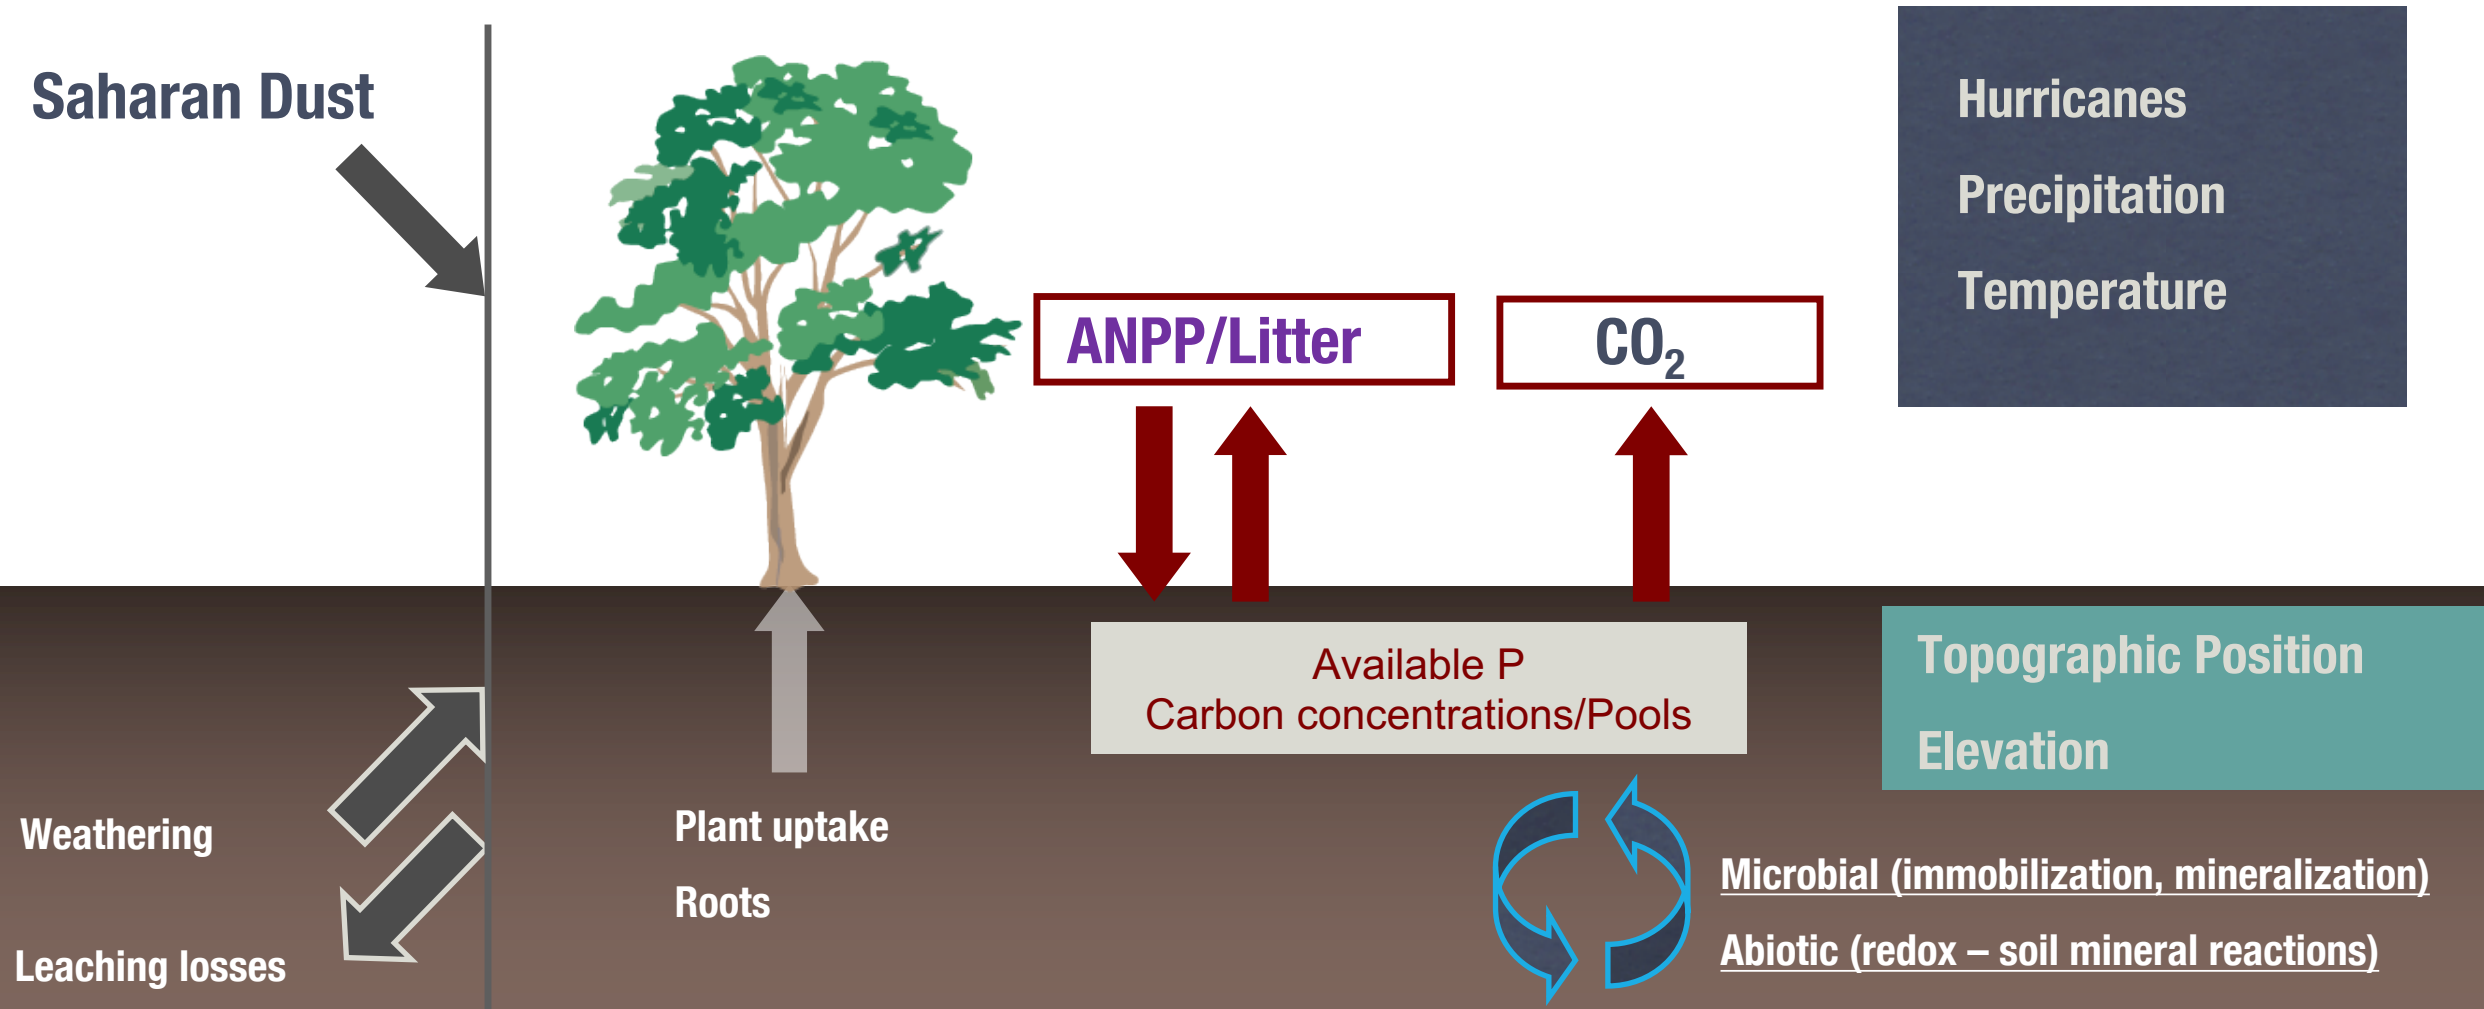 Saharan Dust
Hurricanes
Precipitation
Temperature
ANPP/Litter
CO₂
Available P
Carbon concentrations/Pools
Topographic Position
Elevation
Weathering
Leaching losses
Plant uptake
Roots
Microbial (immobilization, mineralization)
Abiotic (redox – soil mineral reactions)